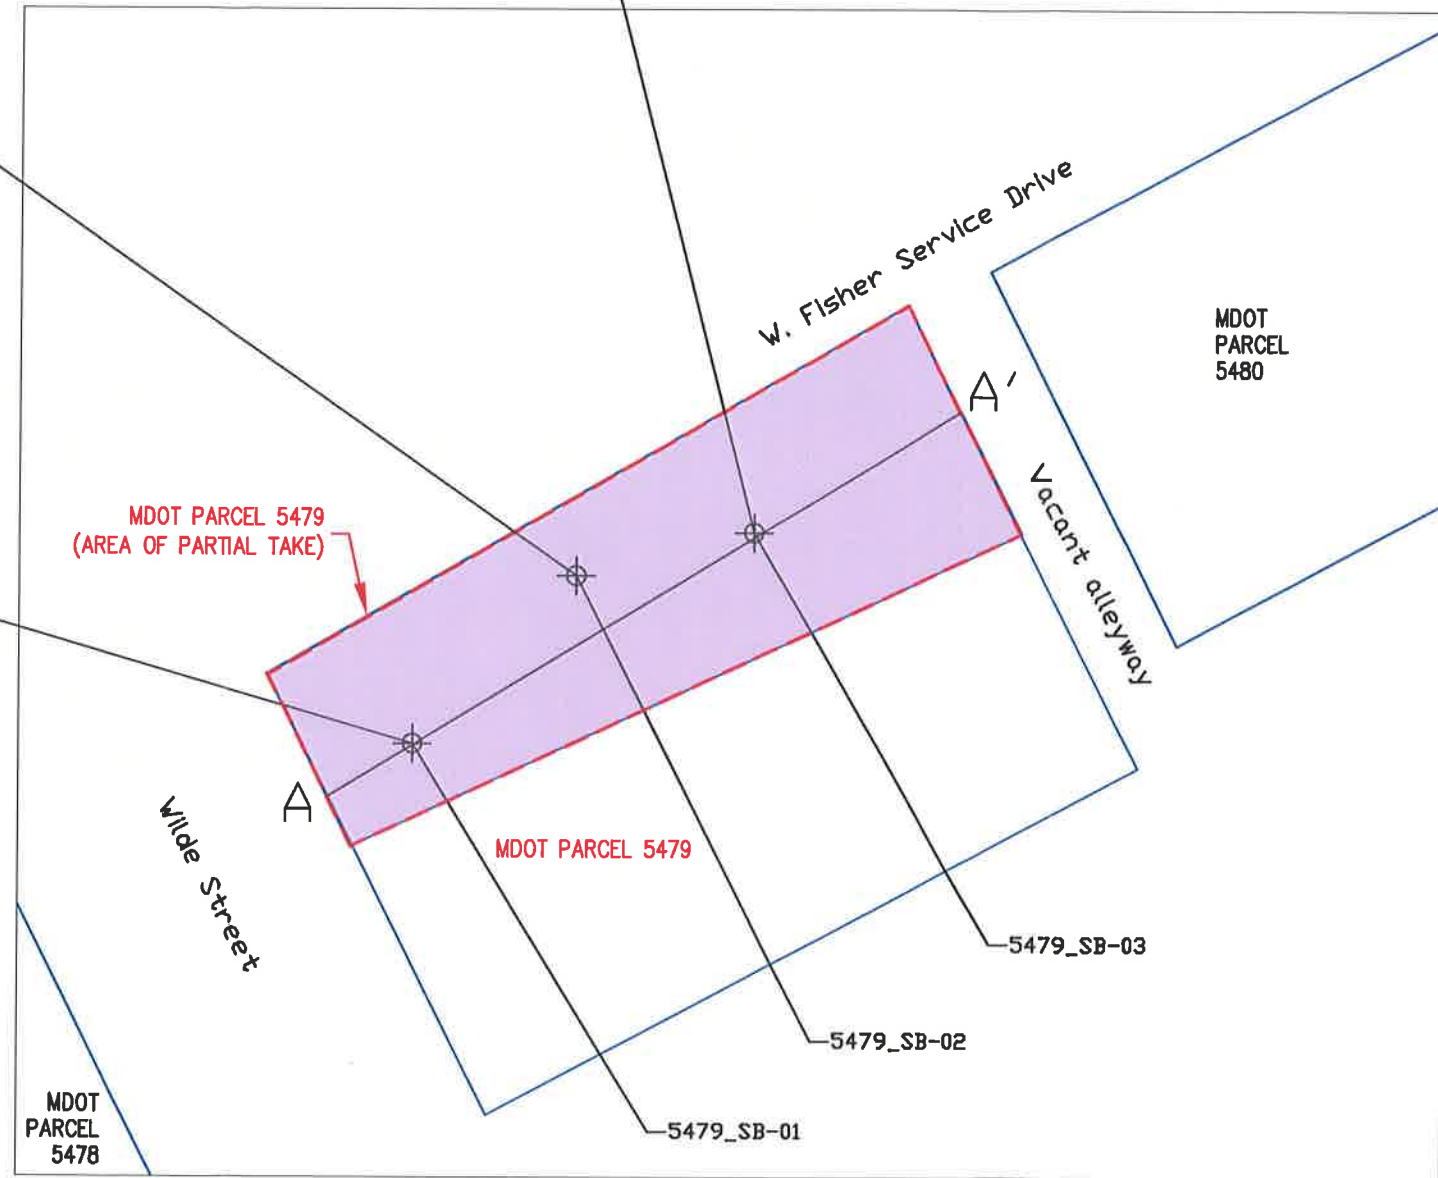 W. Fisher Service Drive
MDOT
PARCEL
5480
A'
Vacant alleyway
MDOT PARCEL 5479
(AREA OF PARTIAL TAKE)
A
Wilde Street
MDOT PARCEL 5479
5479_SB-03
5479_SB-02
5479_SB-01
MDOT
PARCEL
5478